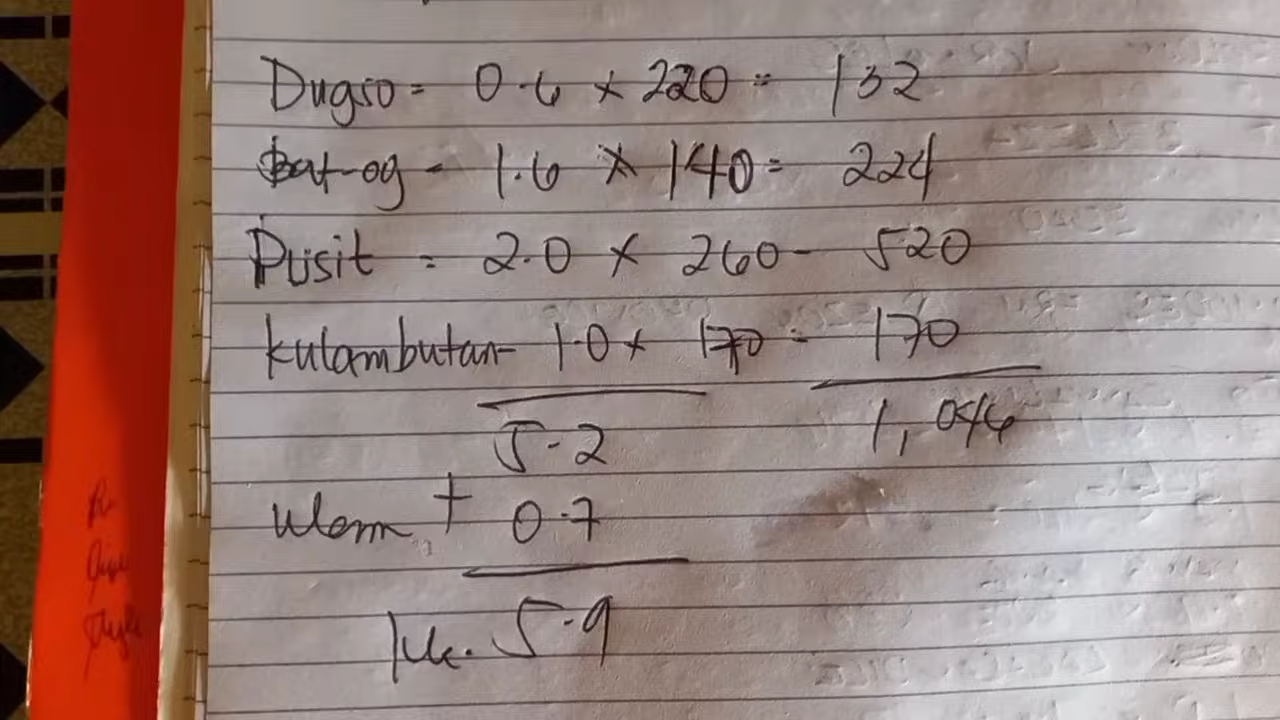 Dugso = 0.6 x 220 = 132
bat-og - 1.6 x 140 = 224
Pusit = 2.0 x 260 - 520
kulambutan - 1.0 x 170 = 170
5.2 1,046
Ulam + 0.7
5.9